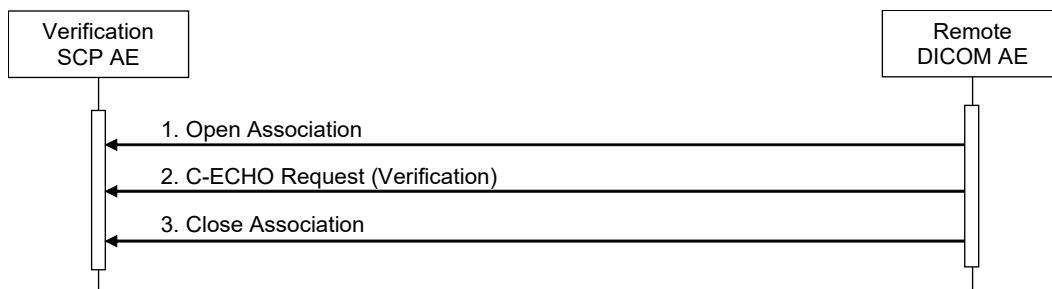 Verification
SCP AE
Remote
DICOM AE
1. Open Association
2. C-ECHO Request (Verification)
3. Close Association